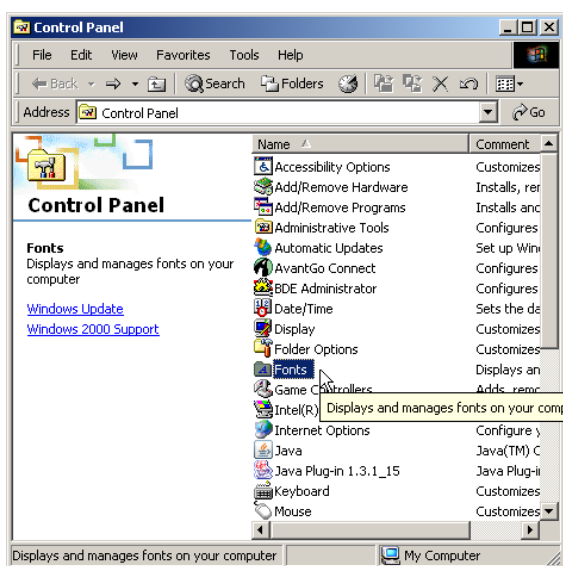 Control Panel
File Edit View Favorites Tools Help
Back Search Folders
Address Control Panel Go
Control Panel
Fonts
Displays and manages fonts on your
computer
Windows Update
Windows 2000 Support
Name Comment
Accessibility Options Customizes
Add/Remove Hardware Installs, rer
Add/Remove Programs Installs anc
Administrative Tools Configures
Automatic Updates Set up Win
AvantGo Connect Configures
BDE Administrator Configures
Date/Time Sets the da
Display Customizes
Folder Options Customizes
Fonts Displays an
Game Controllers Adds, remo
Intel(R) Displays and manages fonts on your comp
Internet Options Configure y
Java Java(TM) C
Java Plug-in 1.3.1_15 Java Plug-i
Keyboard Customizes
Mouse Customizes
Displays and manages fonts on your computer My Computer